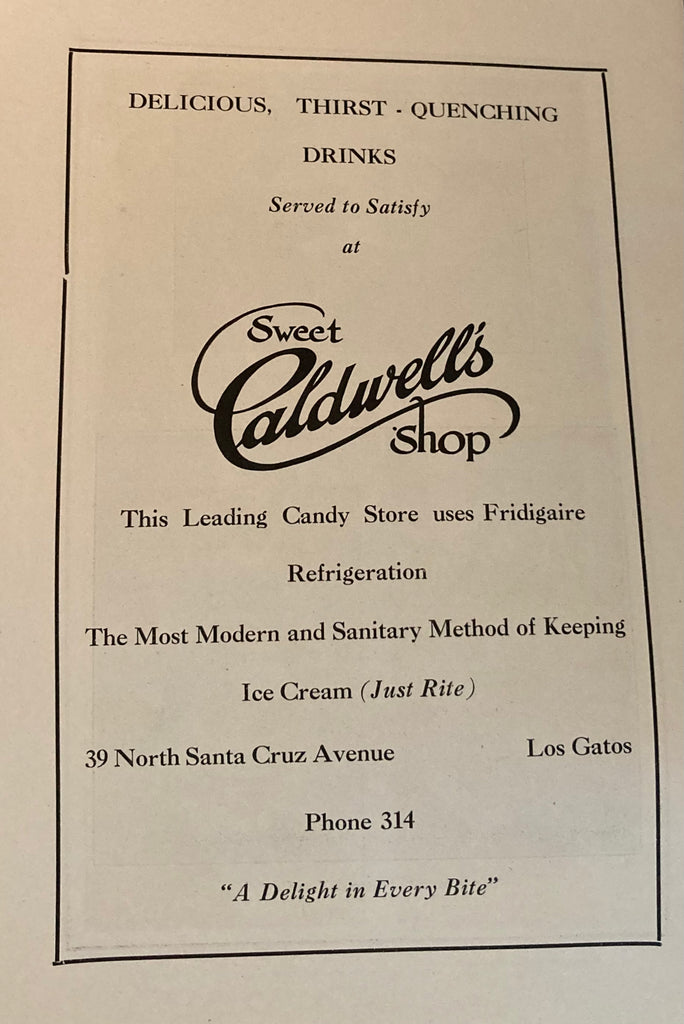 DELICIOUS, THIRST - QUENCHING
DRINKS
Served to Satisfy
at
Sweet
Caldwell's
Shop
This Leading Candy Store uses Fridigaire
Refrigeration
The Most Modern and Sanitary Method of Keeping
Ice Cream (Just Rite)
39 North Santa Cruz Avenue Los Gatos
Phone 314
"A Delight in Every Bite"